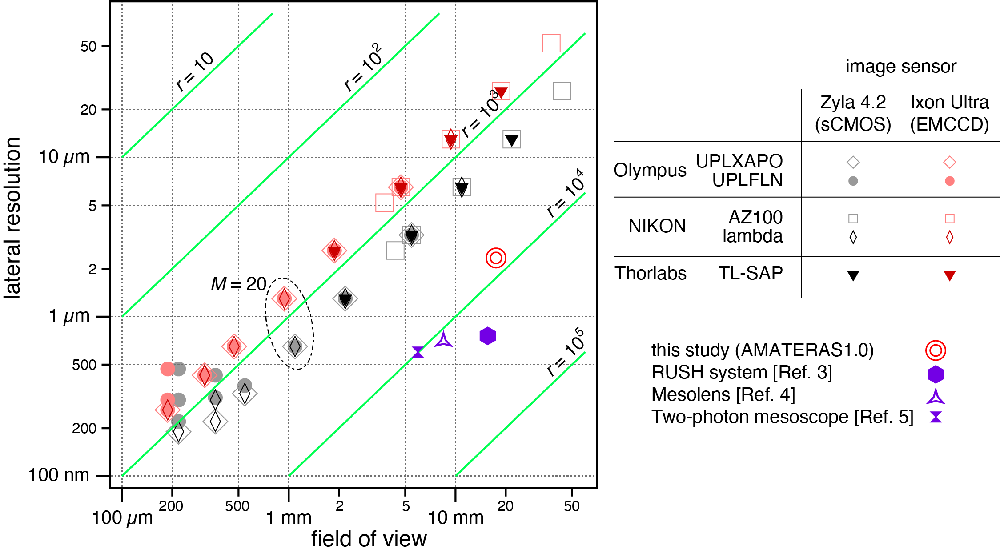 r = 10
r = 10²
r = 10³
r = 10⁴
r = 10⁵
M = 20
lateral resolution
50
20
10 µm
5
2
1 µm
500
200
100 nm
100 µm
200
500
1 mm
2
5
10 mm
20
50
field of view
image sensor
Zyla 4.2 Ixon Ultra
(sCMOS) (EMCCD)
Olympus UPLXAPO
UPLFLN
NIKON AZ100
lambda
Thorlabs TL-SAP
this study (AMATERAS1.0)
RUSH system [Ref. 3]
Mesolens [Ref. 4]
Two-photon mesoscope [Ref. 5]